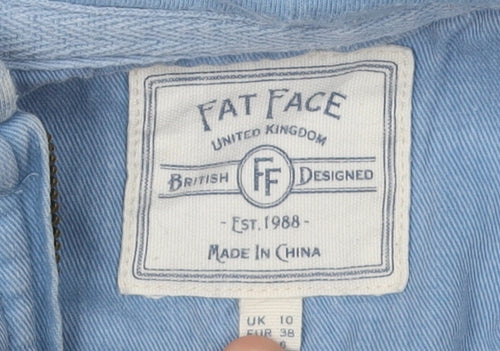 FAT FACE
UNITED KINGDOM
BRITISH FF DESIGNED
- EST. 1988 -
MADE IN CHINA
UK 10
EUR 38